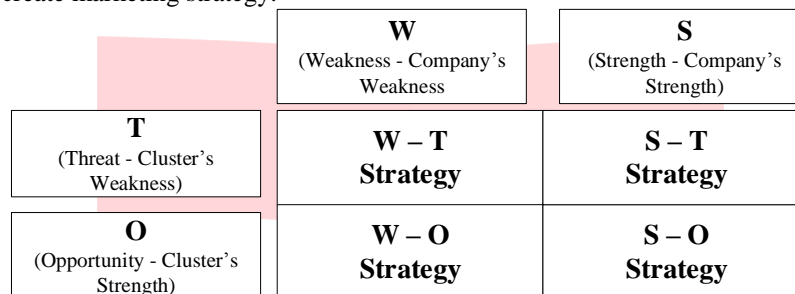 create marketing strategy.
W
(Weakness - Company's
Weakness
S
(Strength - Company's
Strength)
T
(Threat - Cluster's
Weakness)
W – T
Strategy
S – T
Strategy
O
(Opportunity - Cluster's
Strength)
W – O
Strategy
S – O
Strategy